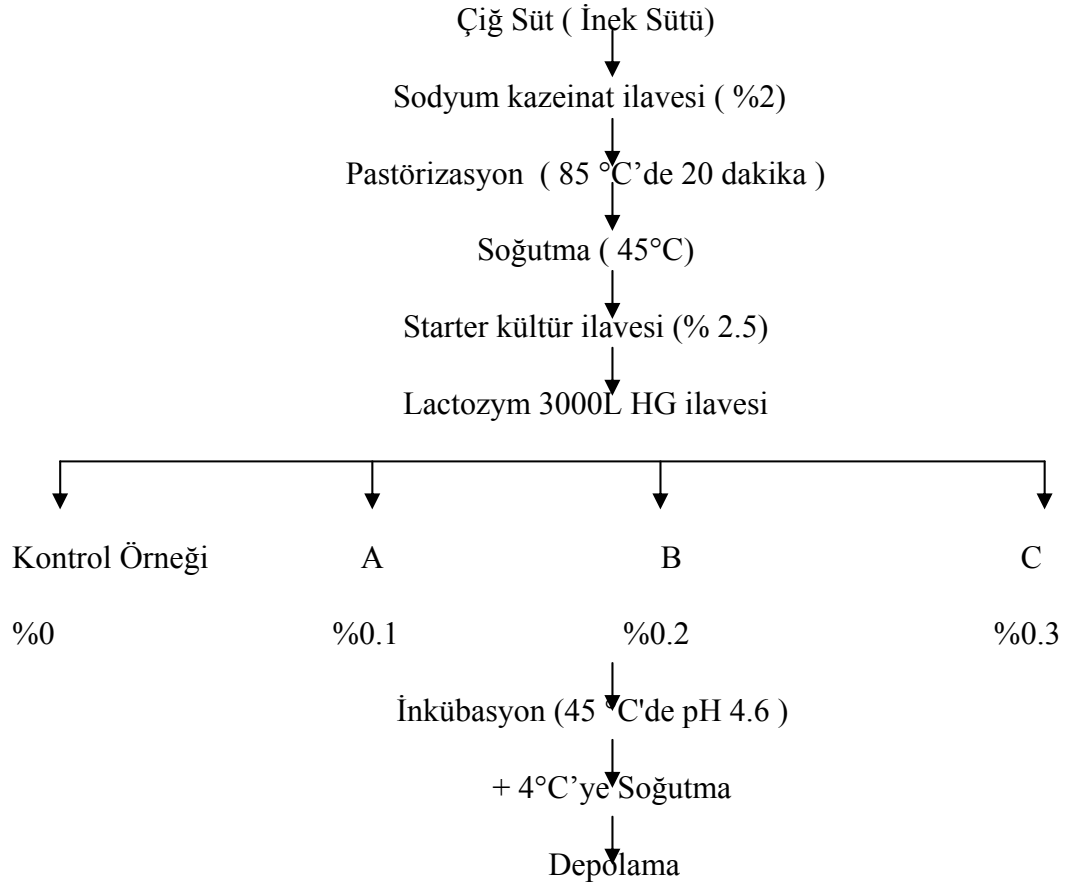 Çiğ Süt ( İnek Sütü)
Sodyum kazeinat ilavesi ( %2)
Pastörizasyon ( 85 °C’de 20 dakika )
Soğutma ( 45°C)
Starter kültür ilavesi (% 2.5)
Lactozym 3000L HG ilavesi
Kontrol Örneği A B C
%0 %0.1 %0.2 %0.3
İnkübasyon (45 °C'de pH 4.6 )
+ 4°C’ye Soğutma
Depolama